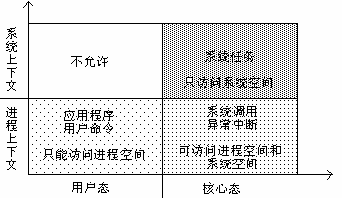 系统上下文
不允许
系统任务
只访问系统空间
进程上下文
应用程序
用户命令
只能访问进程空间
系统调用
异常中断
可访问进程空间和
系统空间
用户态
核心态